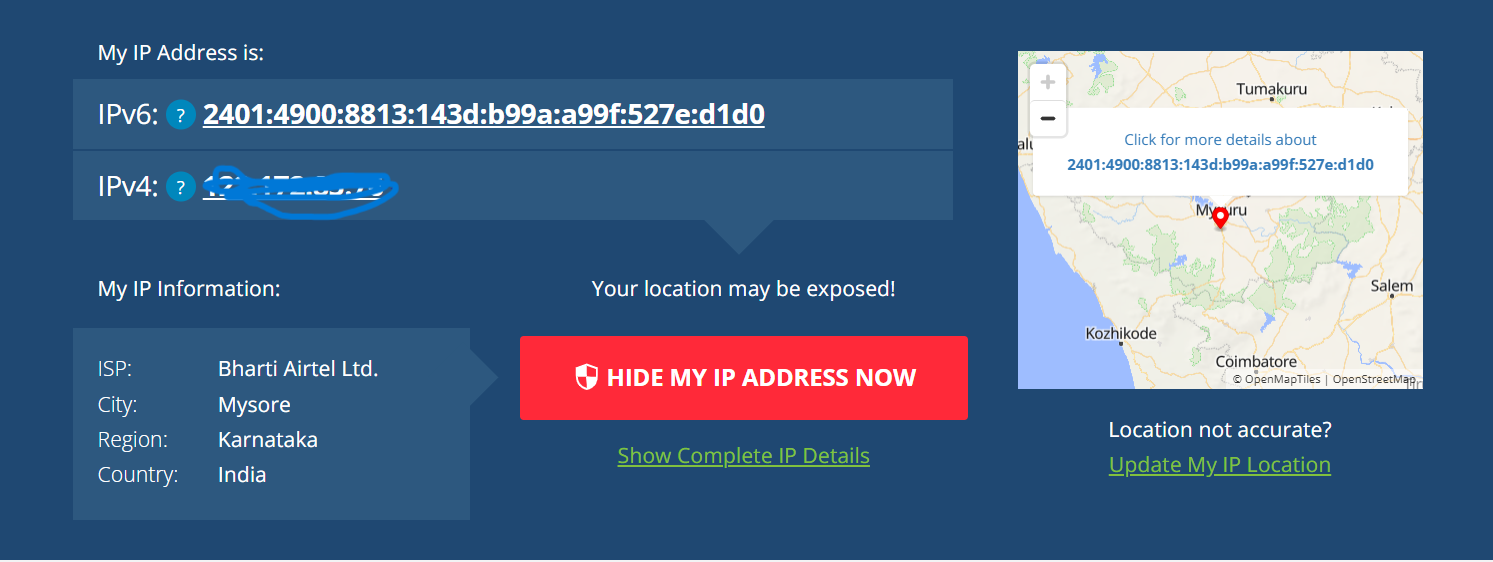 My IP Address is:
IPv6: ? 2401:4900:8813:143d:b99a:a99f:527e:d1d0
IPv4: ?
My IP Information:
ISP: Bharti Airtel Ltd.
City: Mysore
Region: Karnataka
Country: India
Your location may be exposed!
HIDE MY IP ADDRESS NOW
Show Complete IP Details
+
−
Tumakuru
Click for more details about
2401:4900:8813:143d:b99a:a99f:527e:d1d0
Salem
Kozhikode
Coimbatore
© OpenMapTiles | OpenStreetMap
Location not accurate?
Update My IP Location